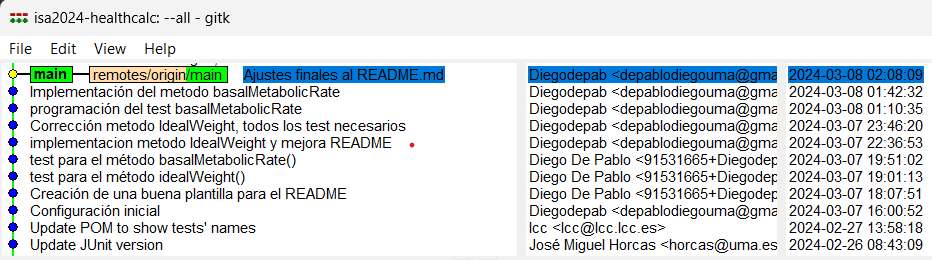 isa2024-healthcalc: --all - gitk
File Edit View Help
main remotes/origin/main Ajustes finales al README.md Diegodepab <depablodiegouma@gma 2024-03-08 02:08:09
Implementación del metodo basalMetabolicRate Diegodepab <depablodiegouma@gma 2024-03-08 01:42:32
programación del test basalMetabolicRate Diegodepab <depablodiegouma@gma 2024-03-08 01:10:35
Corrección metodo IdealWeight, todos los test necesarios Diegodepab <depablodiegouma@gma 2024-03-07 23:46:20
implementacion metodo IdealWeight y mejora README Diegodepab <depablodiegouma@gma 2024-03-07 22:36:53
test para el método basalMetabolicRate() Diego De Pablo <91531665+Diegodep 2024-03-07 19:51:02
test para el método idealWeight() Diego De Pablo <91531665+Diegodep 2024-03-07 19:01:13
Creación de una buena plantilla para el README Diego De Pablo <91531665+Diegodep 2024-03-07 18:07:51
Configuración inicial Diegodepab <depablodiegouma@gma 2024-03-07 16:00:52
Update POM to show tests' names lcc <lcc@lcc.lcc.es> 2024-02-27 13:58:18
Update JUnit version José Miguel Horcas <horcas@uma.es 2024-02-26 08:43:09